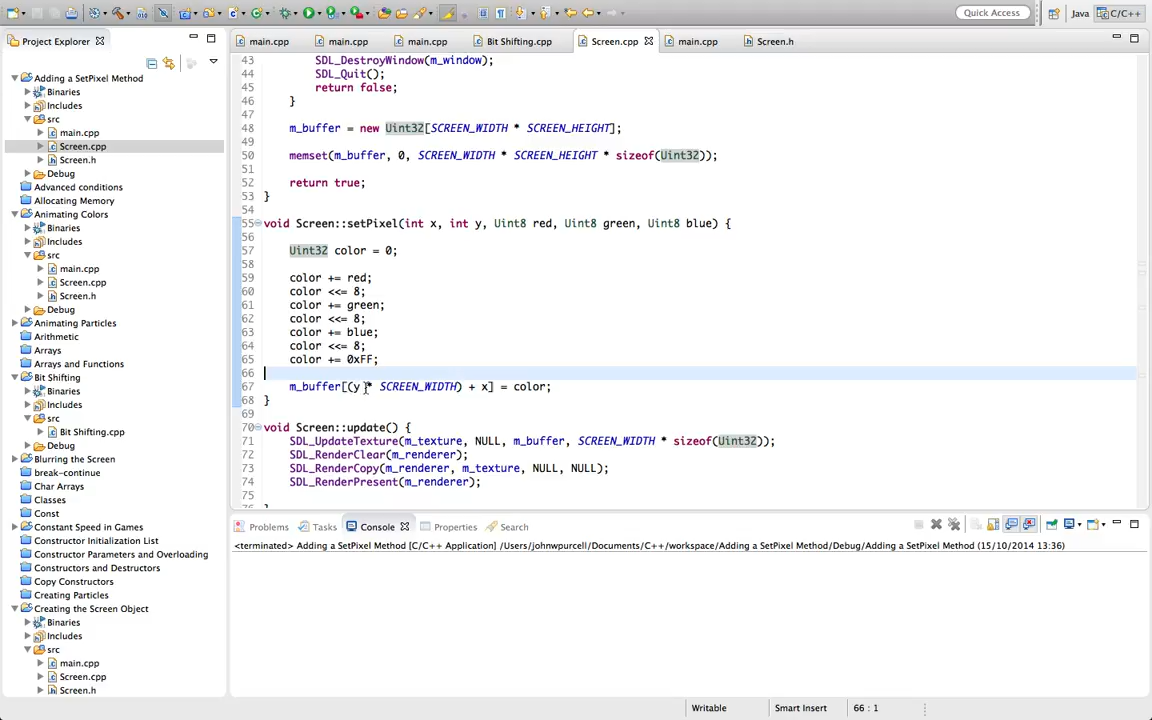 Quick Access
Java
C/C++
Project Explorer
main.cpp
main.cpp
main.cpp
Bit Shifting.cpp
Screen.cpp
main.cpp
Screen.h
Adding a SetPixel Method
Binaries
Includes
src
main.cpp
Screen.cpp
Screen.h
Debug
Advanced conditions
Allocating Memory
Animating Colors
Binaries
Includes
src
main.cpp
Screen.cpp
Screen.h
Debug
Animating Particles
Arithmetic
Arrays
Arrays and Functions
Bit Shifting
Binaries
Includes
src
Bit Shifting.cpp
Debug
Blurring the Screen
break-continue
Char Arrays
Classes
Const
Constant Speed in Games
Constructor Initialization List
Constructor Parameters and Overloading
Constructors and Destructors
Copy Constructors
Creating Particles
Creating the Screen Object
Binaries
Includes
src
main.cpp
Screen.cpp
Screen.h
43 SDL_DestroyWindow(m_window);
44 SDL_Quit();
45 return false;
46 }
47
48 m_buffer = new Uint32[SCREEN_WIDTH * SCREEN_HEIGHT];
49
50 memset(m_buffer, 0, SCREEN_WIDTH * SCREEN_HEIGHT * sizeof(Uint32));
51
52 return true;
53 }
54
55 void Screen::setPixel(int x, int y, Uint8 red, Uint8 green, Uint8 blue) {
56
57 Uint32 color = 0;
58
59 color += red;
60 color <<= 8;
61 color += green;
62 color <<= 8;
63 color += blue;
64 color <<= 8;
65 color += 0xFF;
66
67 m_buffer[(y * SCREEN_WIDTH) + x] = color;
68 }
69
70 void Screen::update() {
71 SDL_UpdateTexture(m_texture, NULL, m_buffer, SCREEN_WIDTH * sizeof(Uint32));
72 SDL_RenderClear(m_renderer);
73 SDL_RenderCopy(m_renderer, m_texture, NULL, NULL);
74 SDL_RenderPresent(m_renderer);
75
Problems
Tasks
Console
Properties
Search
<terminated> Adding a SetPixel Method [C/C++ Application] /Users/johnwpurcell/Documents/C++/workspace/Adding a SetPixel Method/Debug/Adding a SetPixel Method (15/10/2014 13:36)
Writable
Smart Insert
66 : 1